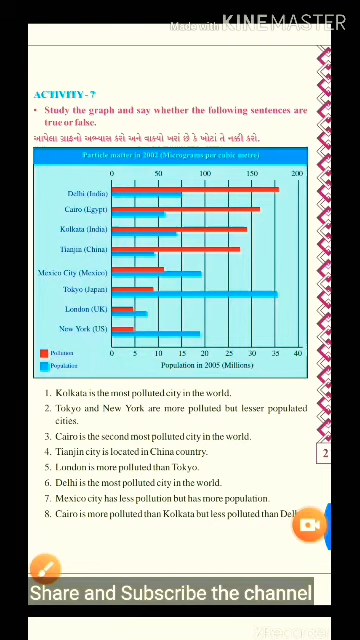 Made with KINEMASTER
ACTIVITY - 7
• Study the graph and say whether the following sentences are
true or false.
આપેલા ગ્રાફનો અભ્યાસ કરો અને વાક્યો ખરાં છે કે ખોટાં તે નક્કી કરો.
Particle matter in 2002 (Micrograms per cubic metre)
0 50 100 150 200
Delhi (India)
Cairo (Egypt)
Kolkata (India)
Tianjin (China)
Mexico City (Mexico)
Tokyo (Japan)
London (UK)
New York (US)
Pollution
Population
0 5 10 15 20 25 30 35 40
Population in 2005 (Millions)
1. Kolkata is the most polluted city in the world.
2. Tokyo and New York are more polluted but lesser populated
cities.
3. Cairo is the second most polluted city in the world.
4. Tianjin city is located in China country.
2
5. London is more polluted than Tokyo.
6. Delhi is the most polluted city in the world.
7. Mexico city has less pollution but has more population.
8. Cairo is more polluted than Kolkata but less polluted than
Share and Subscribe the channel